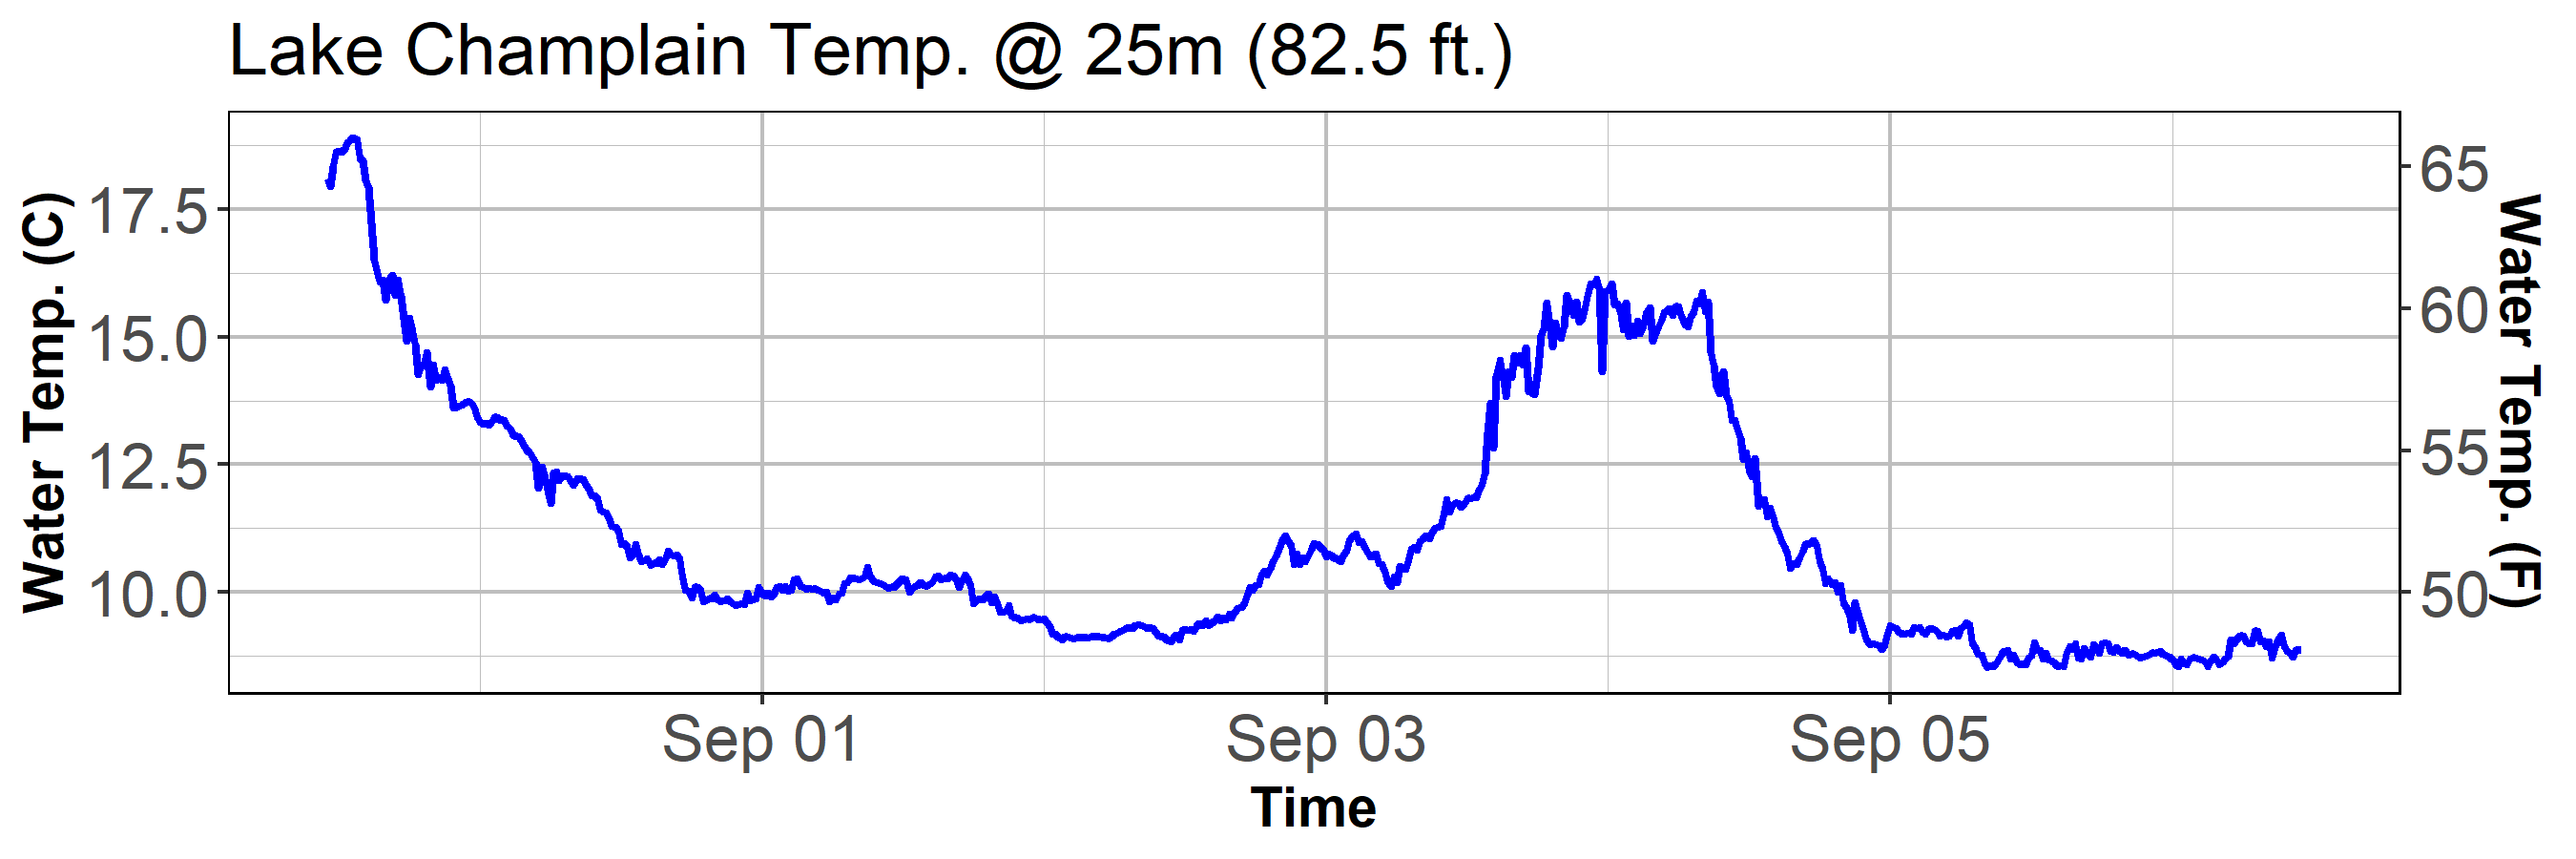 Lake Champlain Temp. @ 25m (82.5 ft.)
Water Temp. (C)
17.5
15.0
12.5
10.0
65
60
55
50
Water Temp. (F)
Sep 01
Sep 03
Sep 05
Time